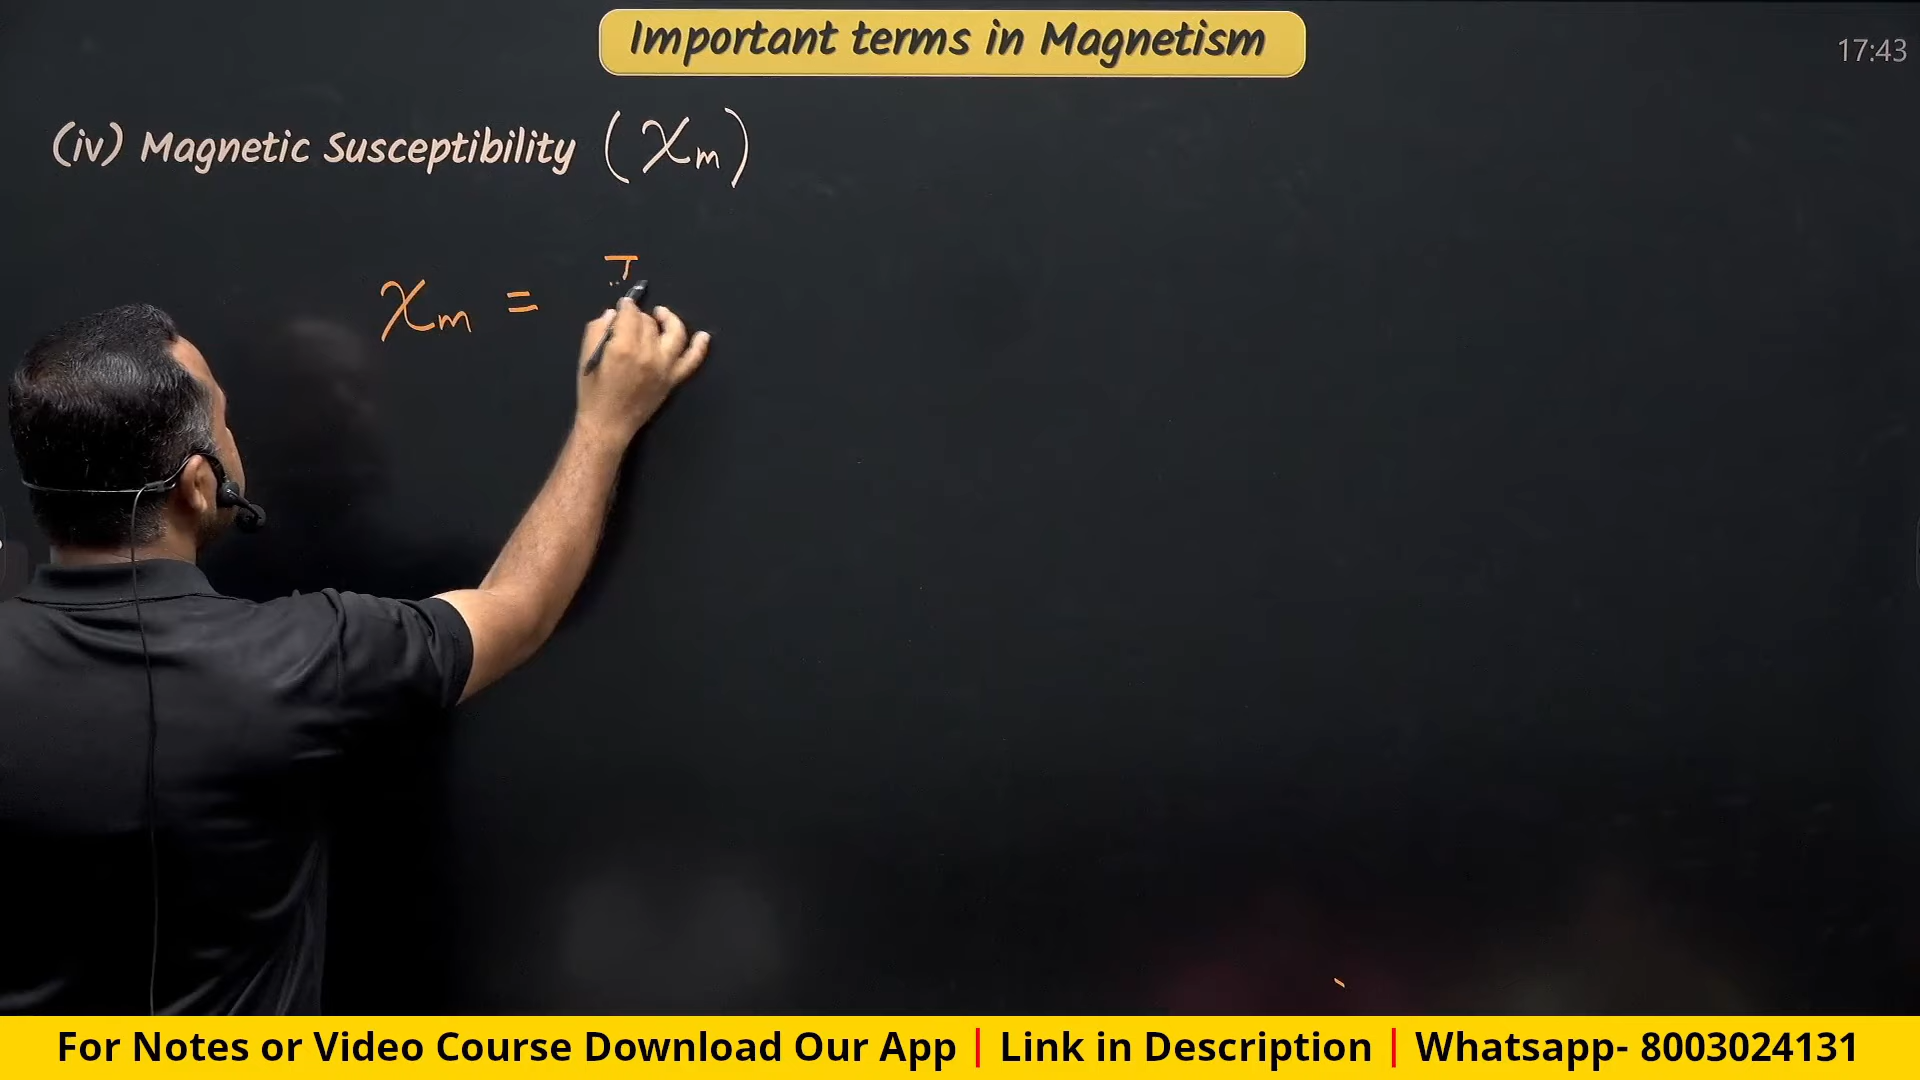 Important terms in Magnetism
17:43
(iv) Magnetic Susceptibility (χm)
χm =
For Notes or Video Course Download Our App | Link in Description | Whatsapp- 8003024131